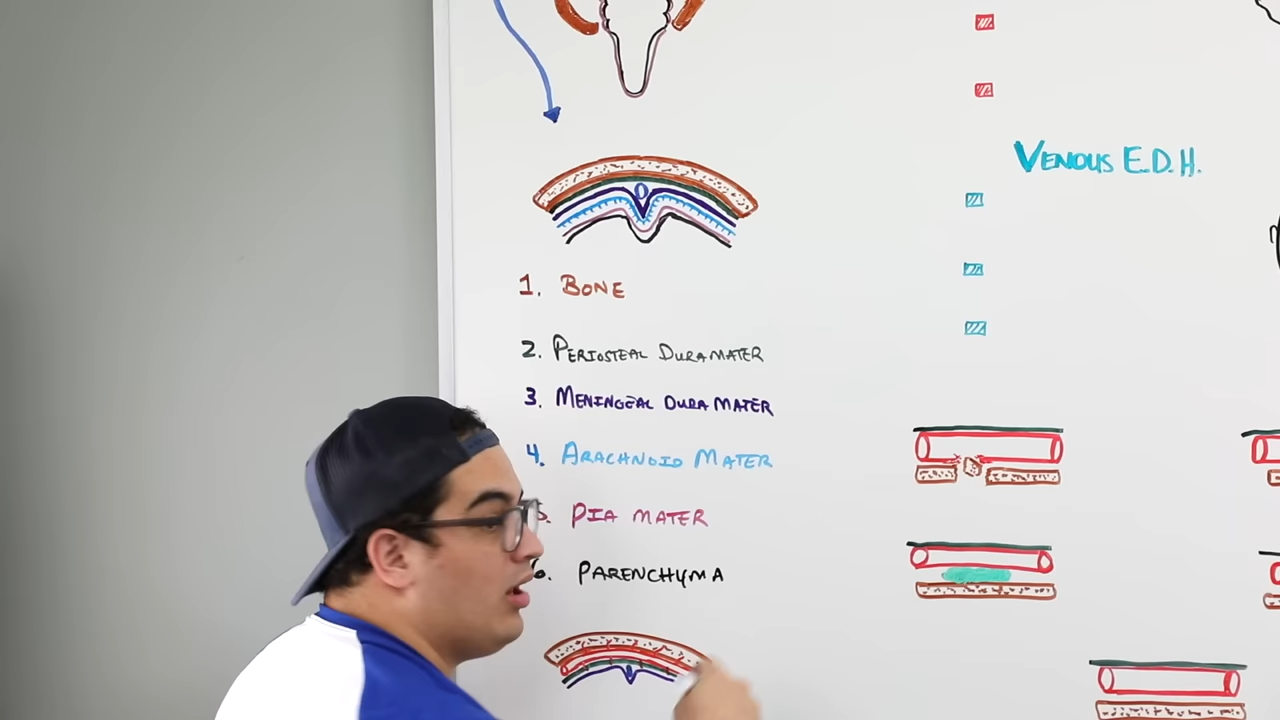 VENOUS E.D.H.
1. BONE
2. PERIOSTEAL DURA MATER
3. MENINGEAL DURA MATER
4. ARACHNOID MATER
5. PIA MATER
6. PARENCHYMA